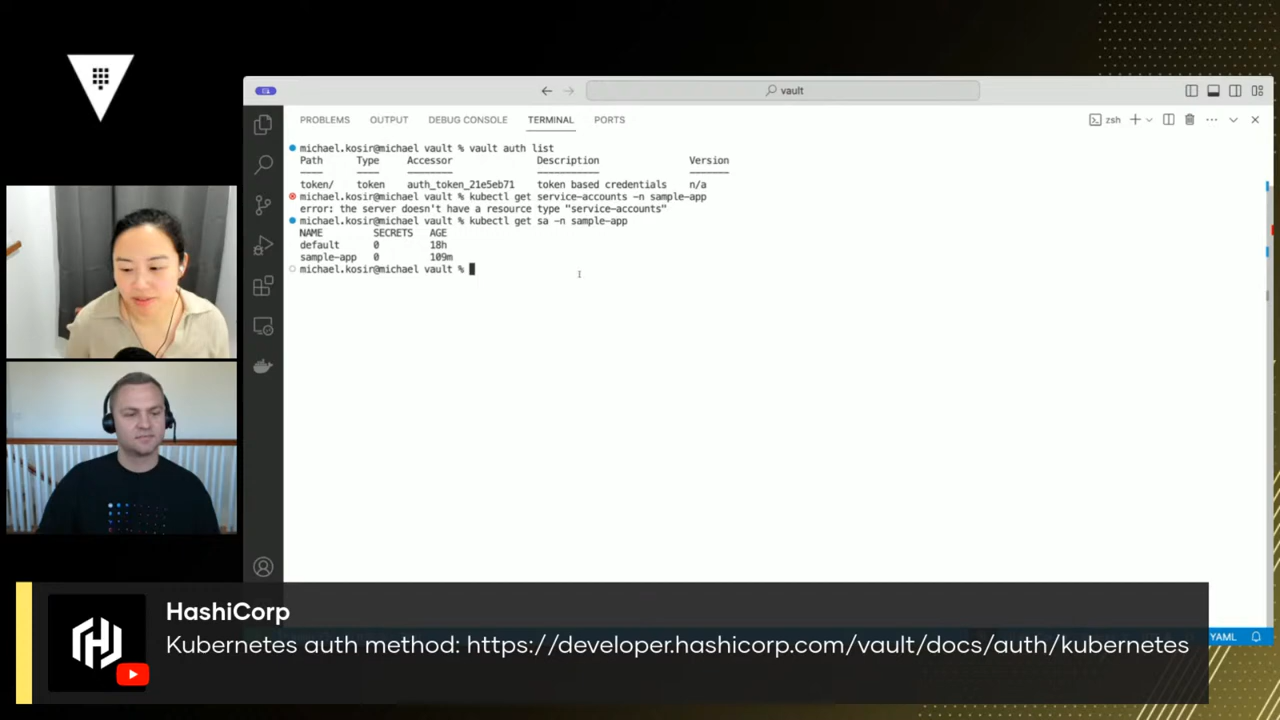 vault
PROBLEMS OUTPUT DEBUG CONSOLE TERMINAL PORTS
zsh
michael.kosir@michael vault % vault auth list
Path Type Accessor Description Version
---- ---- -------- ----------- -------
token/ token auth_token_21e5eb71 token based credentials n/a
michael.kosir@michael vault % kubectl get service-accounts -n sample-app
error: the server doesn't have a resource type "service-accounts"
michael.kosir@michael vault % kubectl get sa -n sample-app
NAME SECRETS AGE
default 0 18h
sample-app 0 109m
michael.kosir@michael vault %
YAML
HashiCorp
Kubernetes auth method: https://developer.hashicorp.com/vault/docs/auth/kubernetes